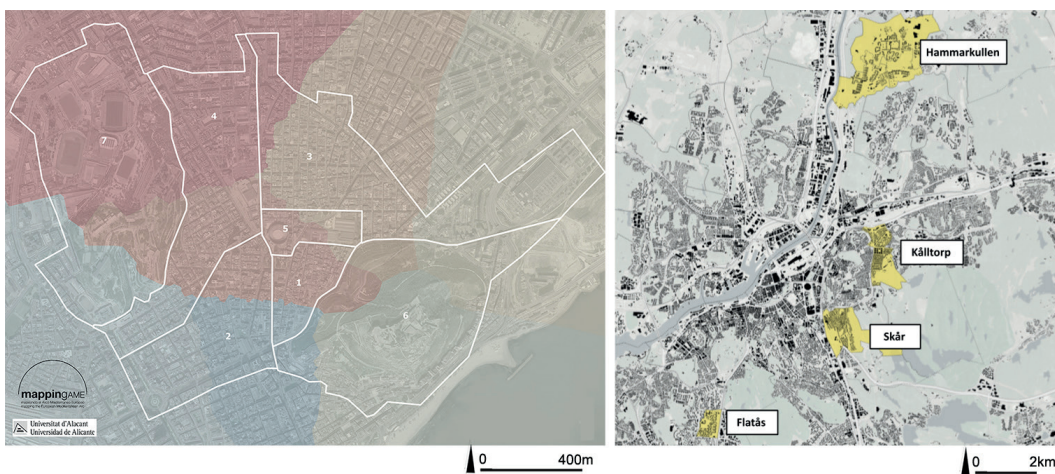 7
4
3
5
1
2
6
mappingAME
Universitat d'Alacant
Universidad de Alicante
0 400m
Hammarkullen
Kålltorp
Skår
Flatås
0 2km